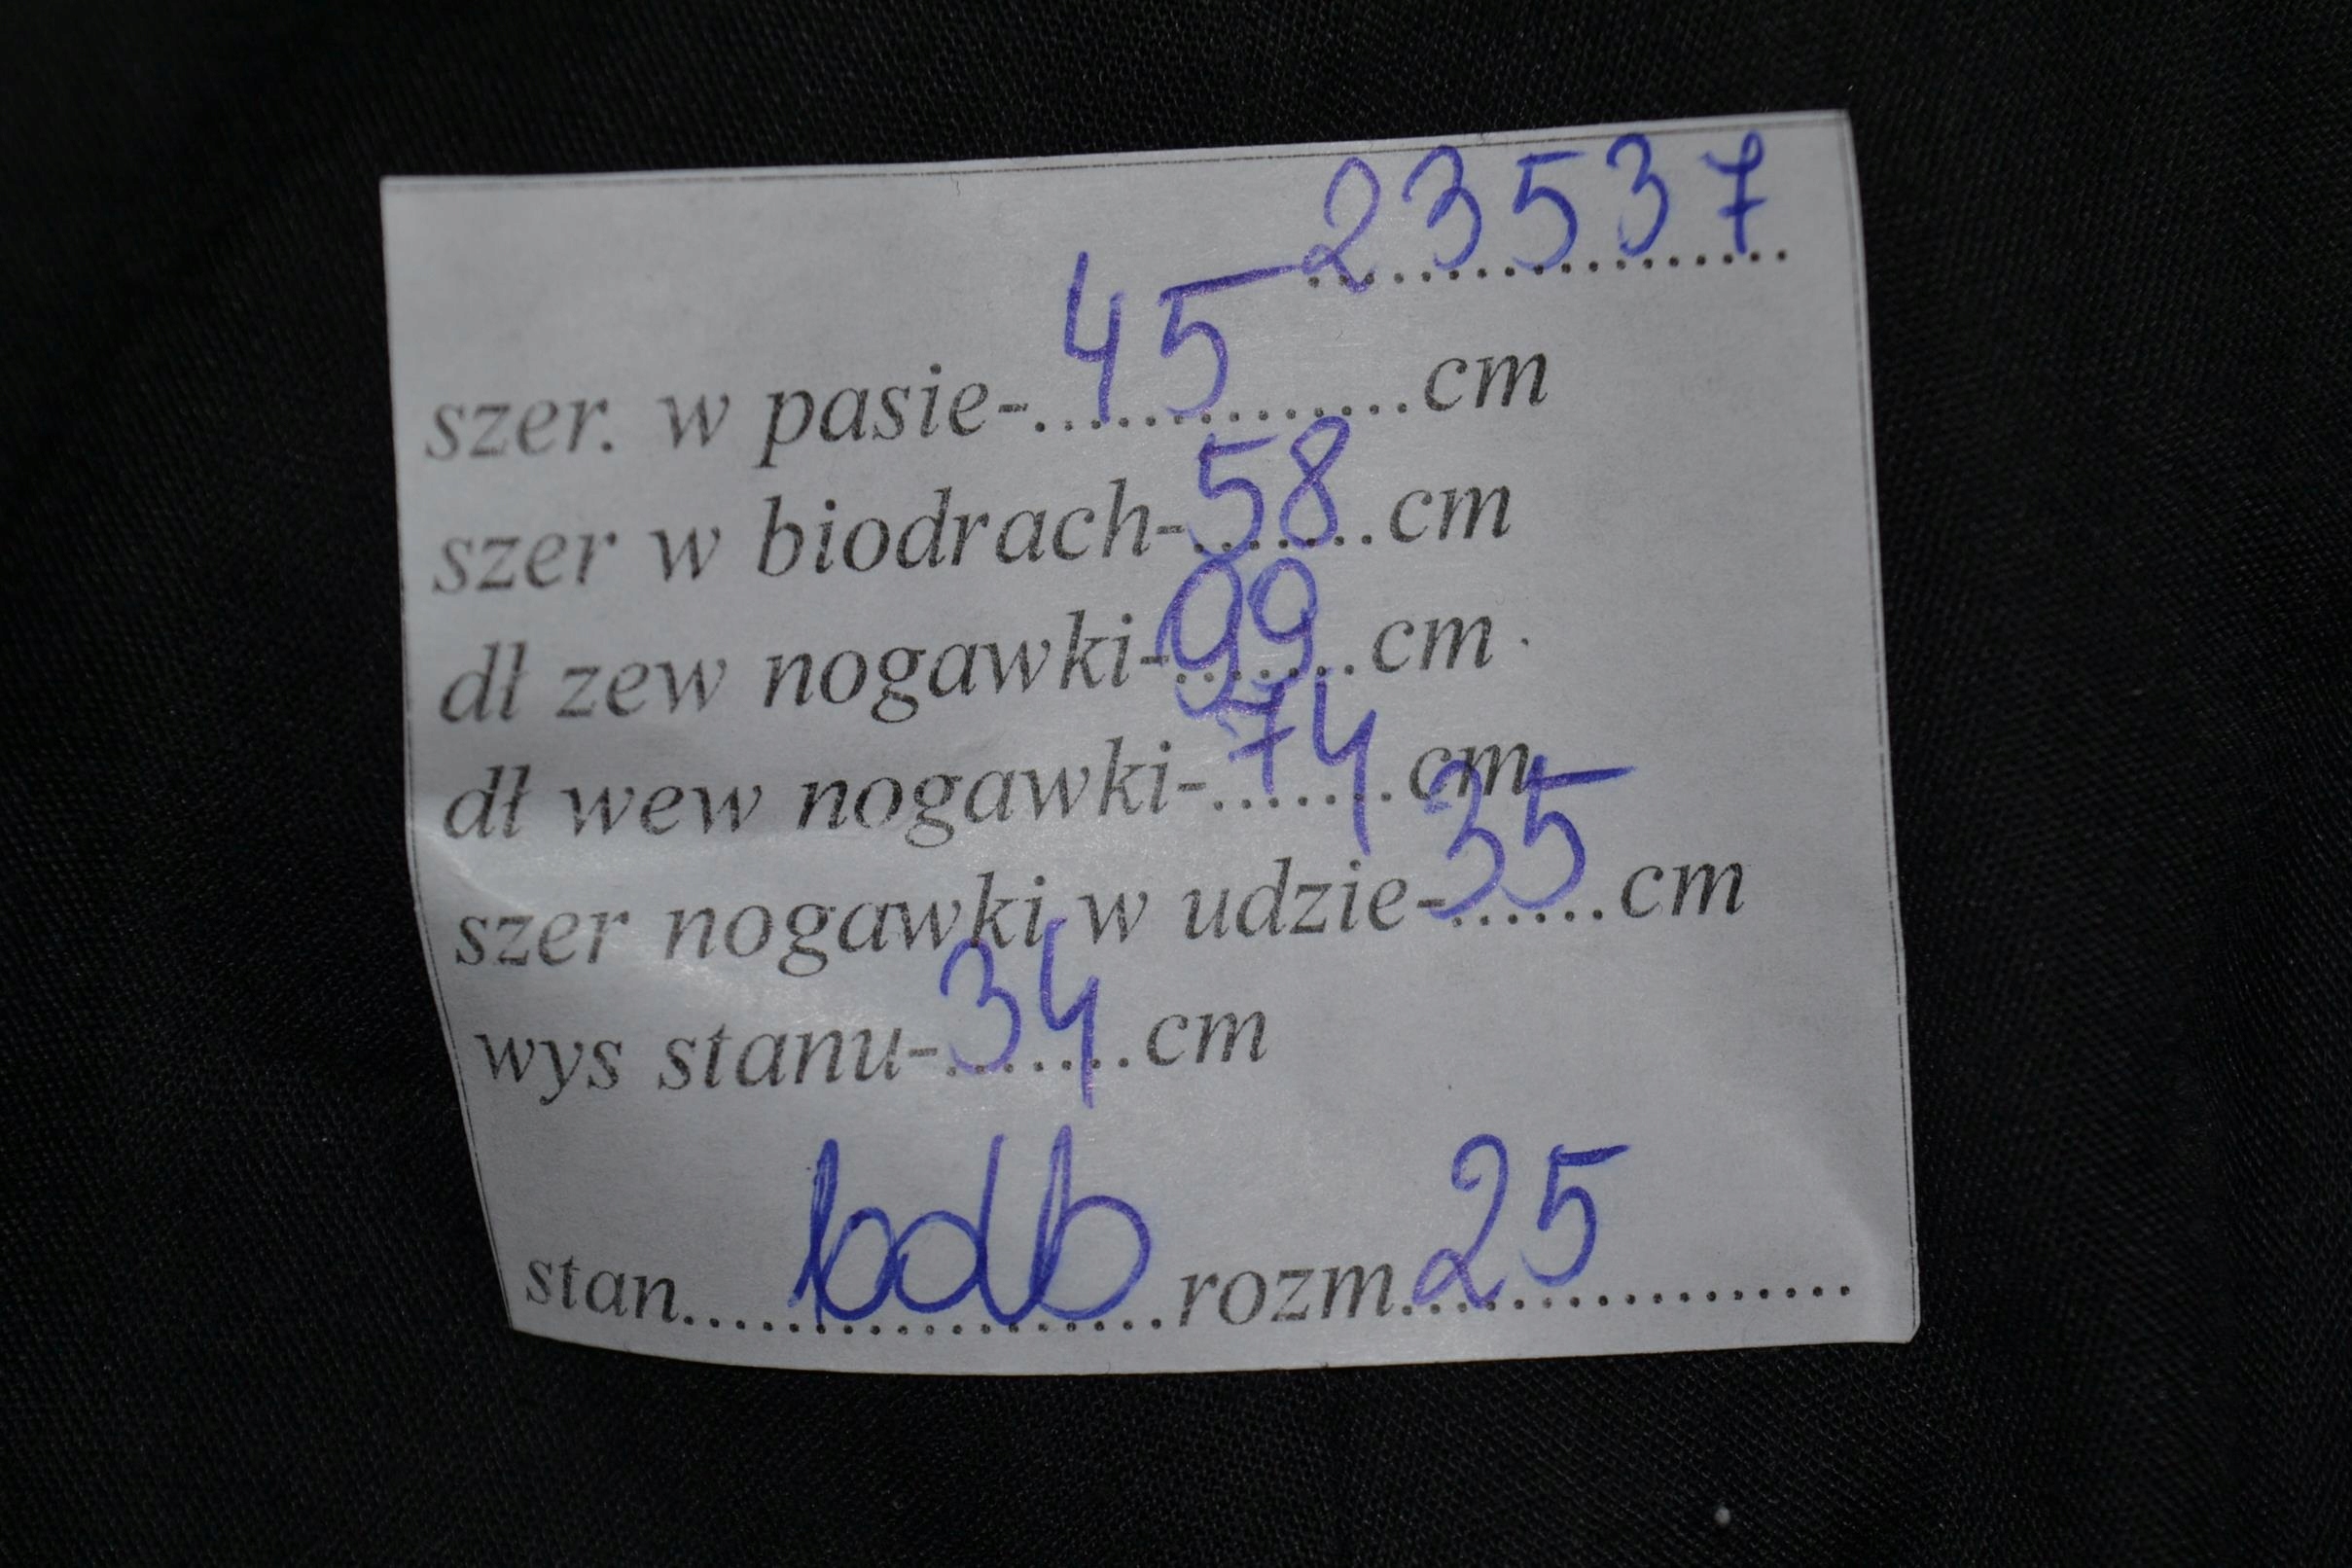 23537
szer. w pasie-...45...cm
szer w biodrach-58...cm
dł zew nogawki-99...cm
dł wew nogawki-74...cm
szer nogawki w udzie-35...cm
wys stanu-34...cm
stan...bdb...rozm.25...